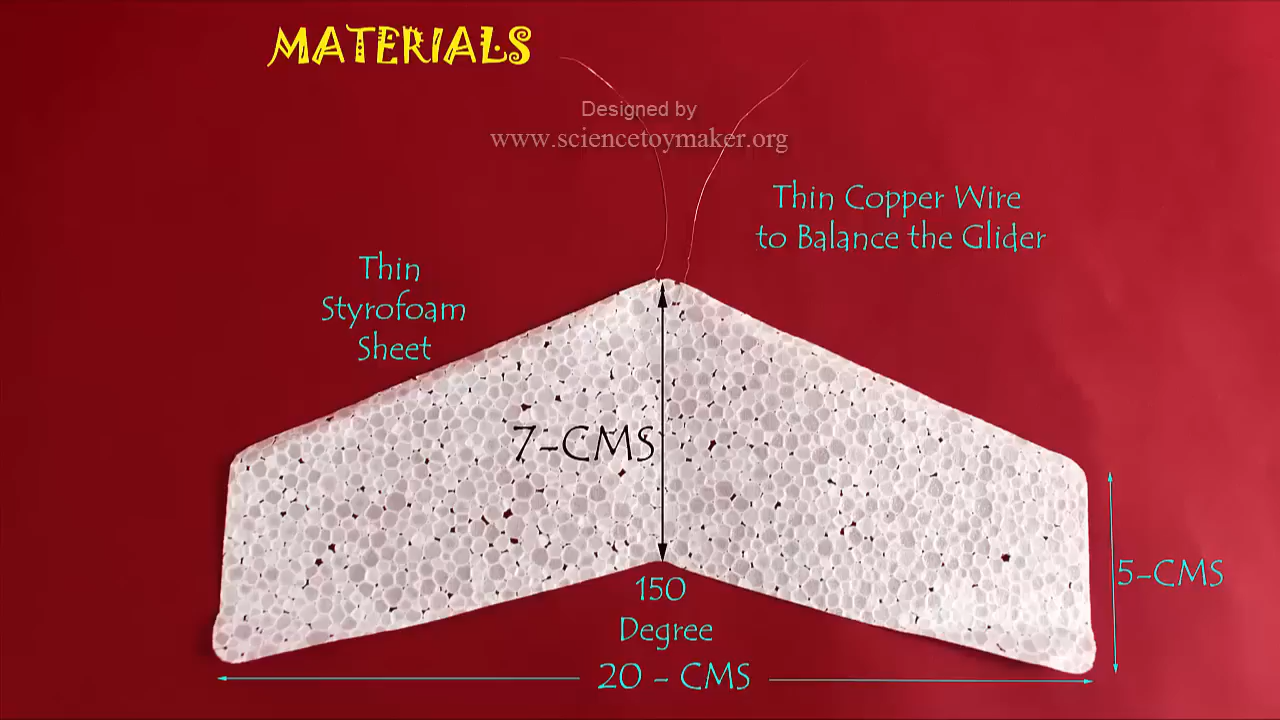 MATERIALS
Designed by
www.sciencetoymaker.org
Thin Copper Wire
to Balance the Glider
Thin
Styrofoam
Sheet
7-CMS
5-CMS
150
Degree
20 - CMS